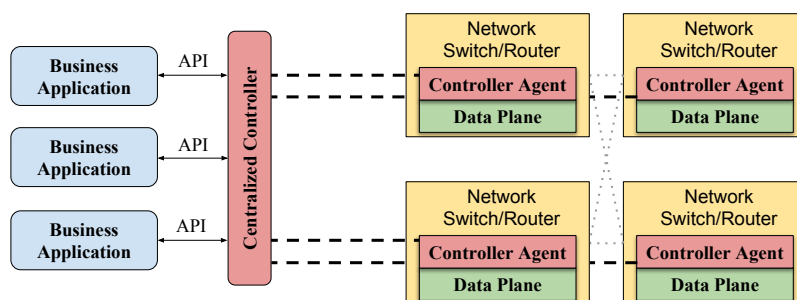 Business
Application
API
Business
Application
API
Business
Application
API
Centralized Controller
Network
Switch/Router
Controller Agent
Data Plane
Network
Switch/Router
Controller Agent
Data Plane
Network
Switch/Router
Controller Agent
Data Plane
Network
Switch/Router
Controller Agent
Data Plane